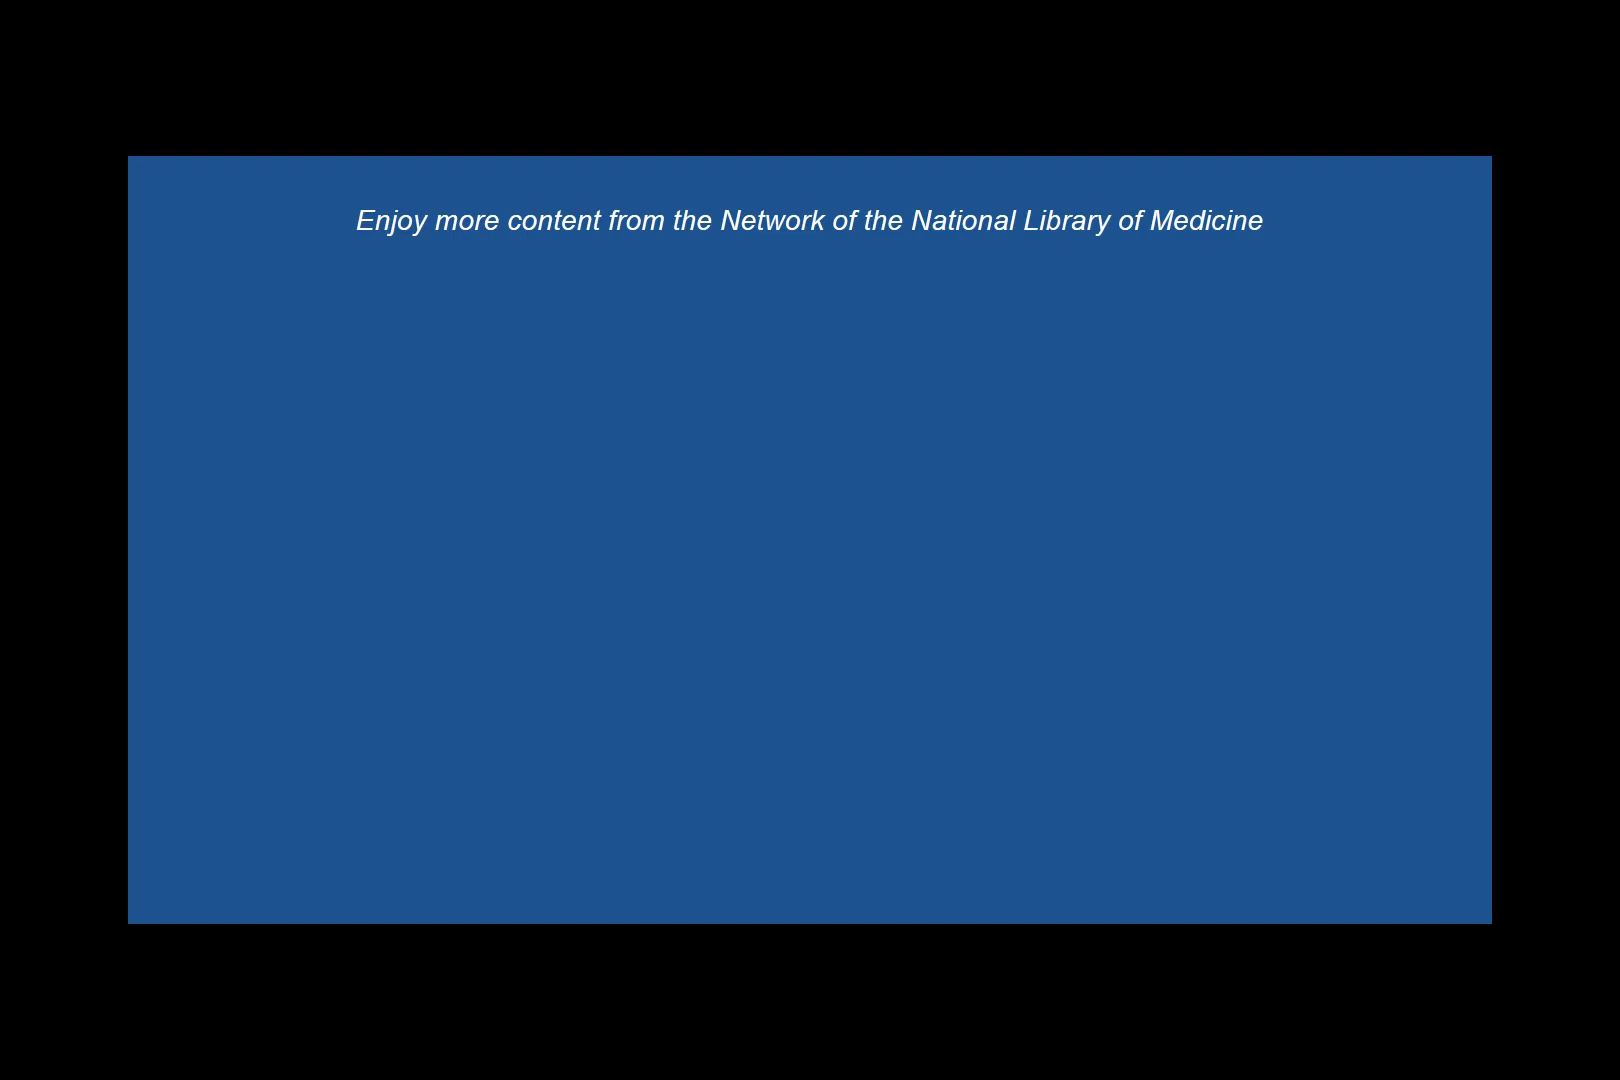 Enjoy more content from the Network of the National Library of Medicine